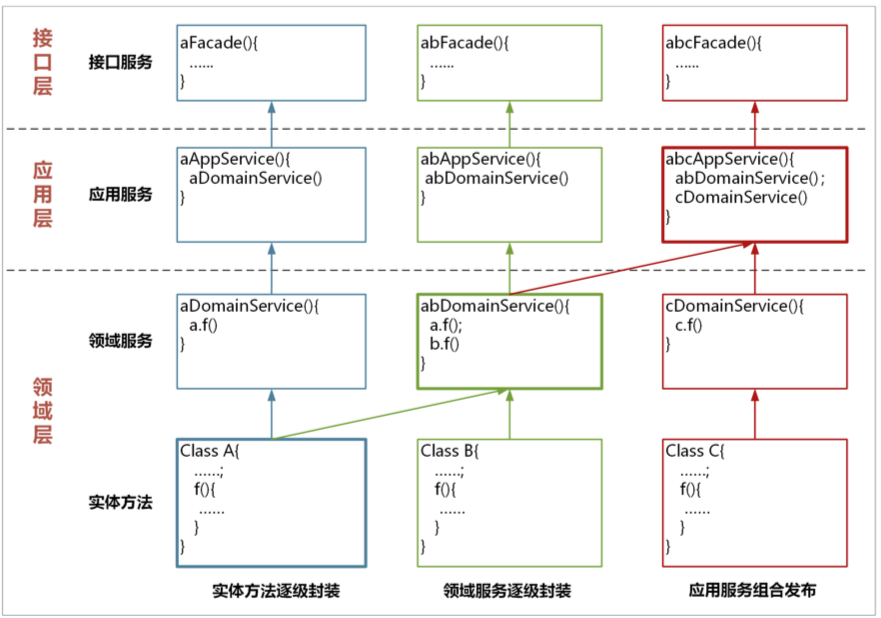 接口层
接口服务
aFacade(){
......
}
abFacade(){
......
}
abcFacade(){
......
}
应用层
应用服务
aAppService(){
aDomainService()
}
abAppService(){
abDomainService()
}
abcAppService(){
abDomainService();
cDomainService()
}
领域层
领域服务
aDomainService(){
a.f()
}
abDomainService(){
a.f();
b.f()
}
cDomainService(){
c.f()
}
实体方法
Class A{
......;
f(){
......
}
}
Class B{
......;
f(){
......
}
}
Class C{
......;
f(){
......
}
}
实体方法逐级封装
领域服务逐级封装
应用服务组合发布